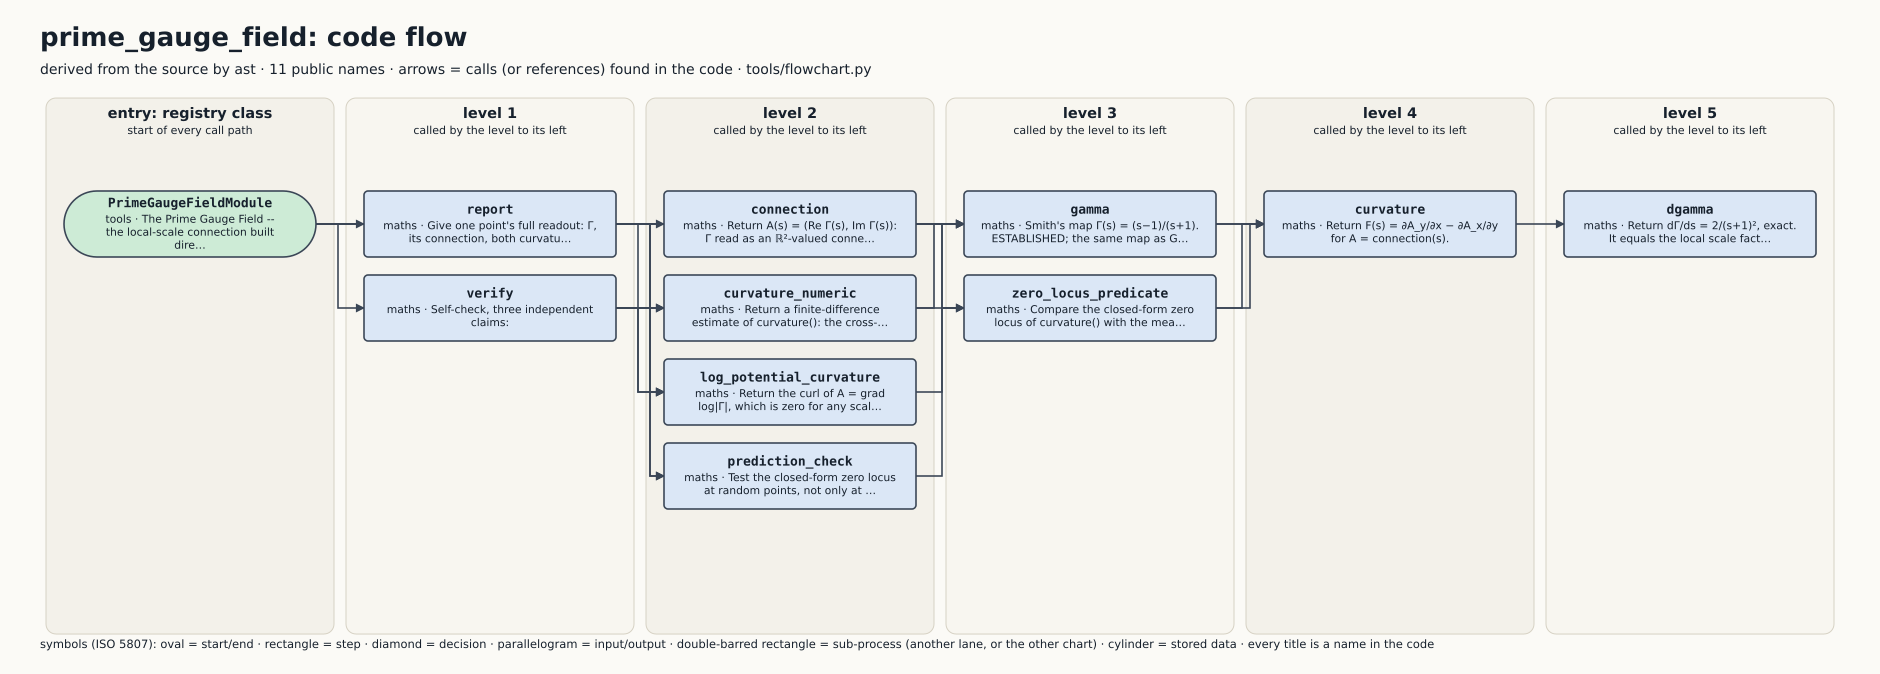 prime_gauge_field: code flow
derived from the source by ast · 11 public names · arrows = calls (or references) found in the code · tools/flowchart.py
entry: registry class
start of every call path
level 1
called by the level to its left
level 2
called by the level to its left
level 3
called by the level to its left
level 4
called by the level to its left
level 5
called by the level to its left
PrimeGaugeFieldModule
tools · The Prime Gauge Field --
the local-scale connection built
dire…
report
maths · Give one point's full readout: Γ,
its connection, both curvatu…
verify
maths · Self-check, three independent
claims:
connection
maths · Return A(s) = (Re Γ(s), Im Γ(s)):
Γ read as an ℝ²-valued conne…
curvature_numeric
maths · Return a finite-difference
estimate of curvature(): the cross-…
log_potential_curvature
maths · Return the curl of A = grad
log|Γ|, which is zero for any scal…
prediction_check
maths · Test the closed-form zero locus
at random points, not only at …
gamma
maths · Smith's map Γ(s) = (s−1)/(s+1).
ESTABLISHED; the same map as G…
zero_locus_predicate
maths · Compare the closed-form zero
locus of curvature() with the mea…
curvature
maths · Return F(s) = ∂A_y/∂x − ∂A_x/∂y
for A = connection(s).
dgamma
maths · Return dΓ/ds = 2/(s+1)², exact.
It equals the local scale fact…
symbols (ISO 5807): oval = start/end · rectangle = step · diamond = decision · parallelogram = input/output · double-barred rectangle = sub-process (another lane, or the other chart) · cylinder = stored data · every title is a name in the code